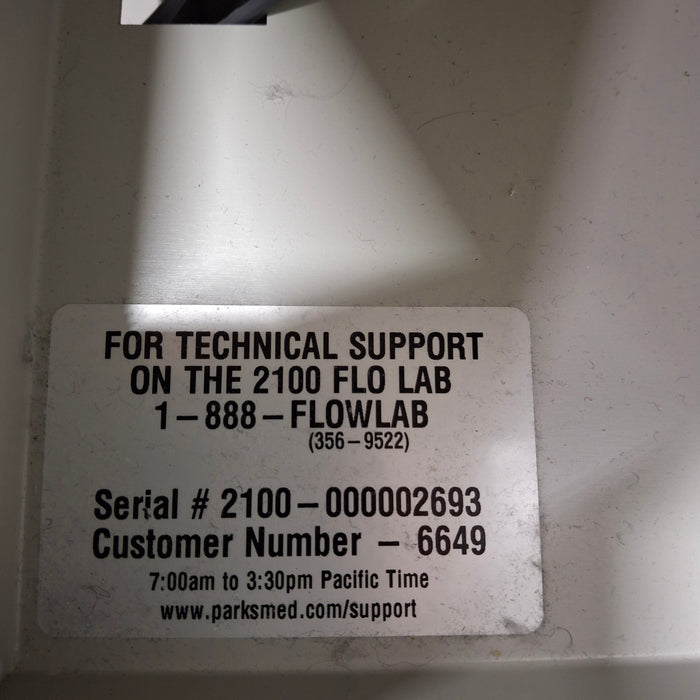 FOR TECHNICAL SUPPORT
ON THE 2100 FLO LAB
1-888-FLOWLAB
(356-9522)
Serial # 2100-000002693
Customer Number - 6649
7:00am to 3:30pm Pacific Time
www.parksmed.com/support